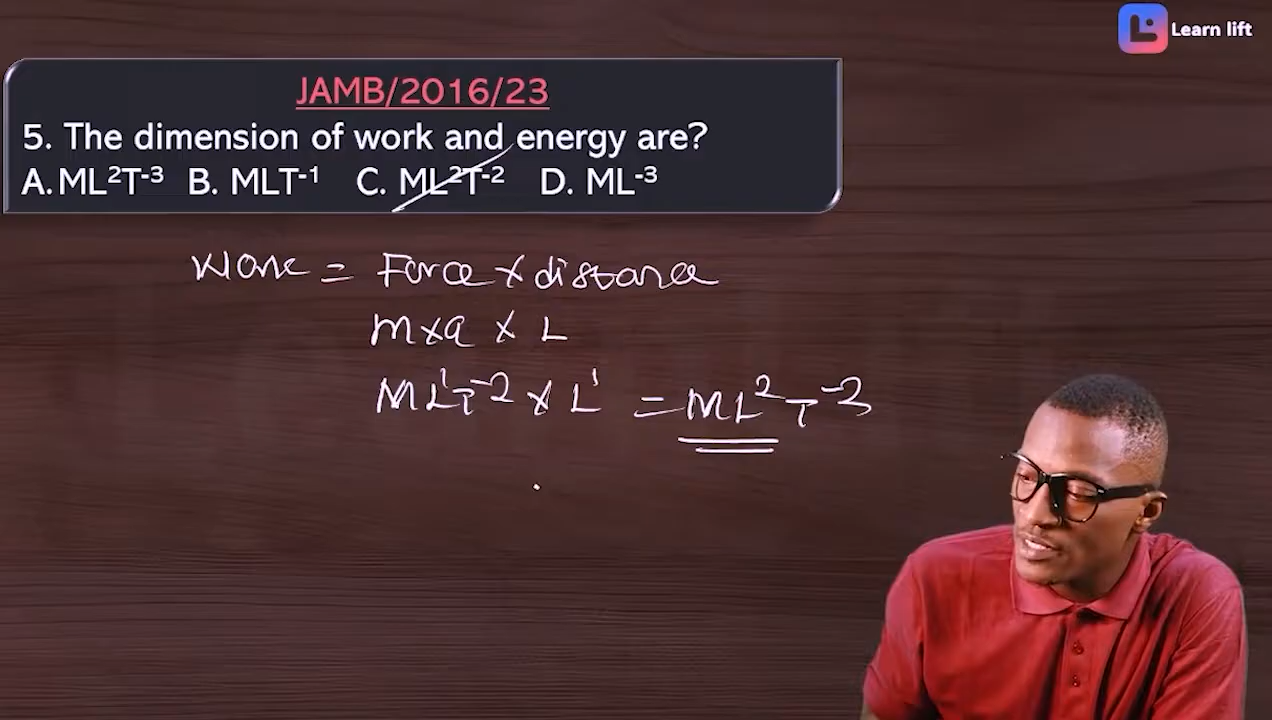 Learn lift
JAMB/2016/23
5. The dimension of work and energy are?
A. ML²T⁻³ B. MLT⁻¹ C. ML²T⁻² D. ML⁻³
Work = Force × distance
m×a × L
ML¹T⁻² × L¹ = ML²T⁻²